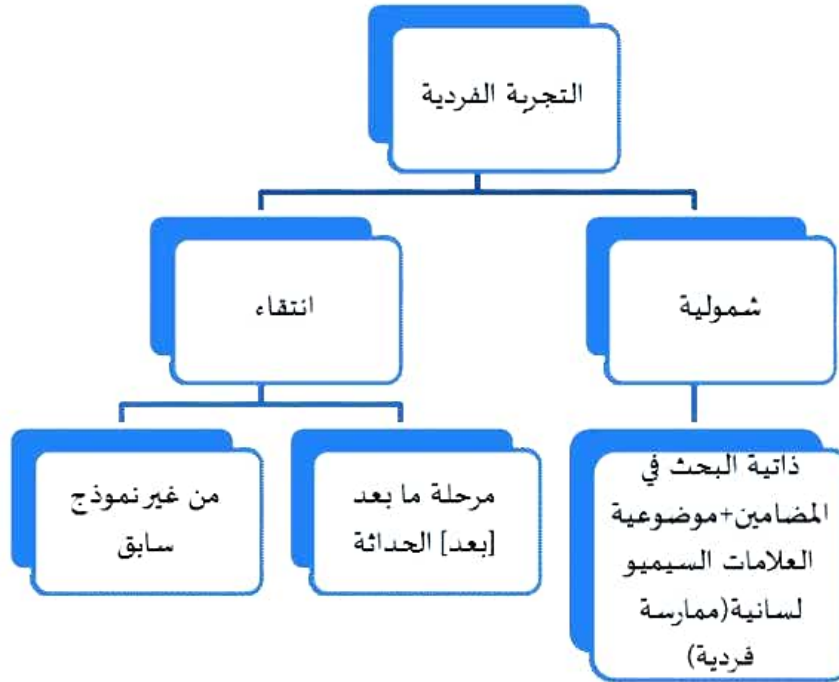 التجربة الفردية
شمولية
انتقاء
ذاتية البحث في
المضامين+موضوعية
العلامات السيميو
لسانية(ممارسة
فردية)
مرحلة ما بعد
[بعد] الحداثة
من غير نموذج
سابق